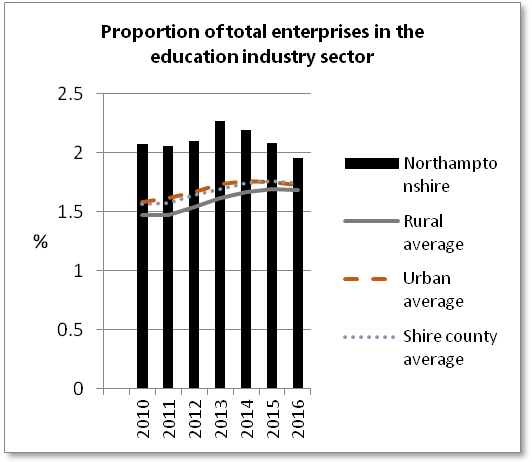 Proportion of total enterprises in the
education industry sector
2.5
2
1.5
1
0.5
0
%
2010
2011
2012
2013
2014
2015
2016
Northampto
nshire
Rural
average
Urban
average
Shire county
average